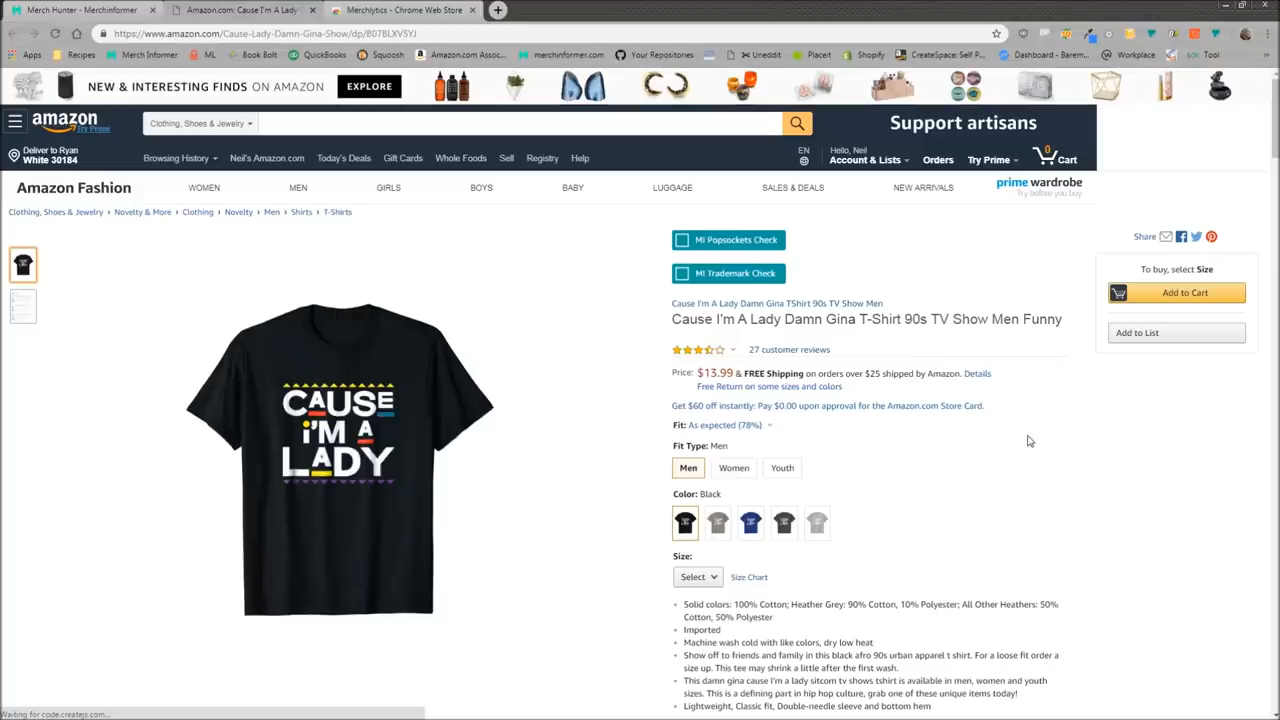 Merch Hunter - Merchinformer
Amazon.com: Cause I'm A Lady
Merchlytics - Chrome Web Store
https://www.amazon.com/Cause-Lady-Damn-Gina-Show/dp/B07BLXV5YJ
Apps Recipes Merch Informer ML Book Bolt QuickBooks Squoosh Amazon.com Assoc... merchinformer.com Your Repositories Uneddit Placeit Shopify CreateSpace: Self P... Dashboard - Barem... Workplace Tool
NEW & INTERESTING FINDS ON AMAZON EXPLORE
amazon
Try Prime
Clothing, Shoes & Jewelry
Support artisans
Deliver to Ryan
White 30184
Browsing History Neil's Amazon.com Today's Deals Gift Cards Whole Foods Sell Registry Help
EN
Hello, Neil
Account & Lists Orders Try Prime 0 Cart
Amazon Fashion WOMEN MEN GIRLS BOYS BABY LUGGAGE SALES & DEALS NEW ARRIVALS
prime wardrobe
Try before you buy
Clothing, Shoes & Jewelry › Novelty & More › Clothing › Novelty › Men › Shirts › T-Shirts
MI Popsockets Check
MI Trademark Check
Share
To buy, select Size
Add to Cart
Add to List
Cause I'm A Lady Damn Gina TShirt 90s TV Show Men
Cause I'm A Lady Damn Gina T-Shirt 90s TV Show Men Funny
27 customer reviews
Price: $13.99 & FREE Shipping on orders over $25 shipped by Amazon. Details
Free Return on some sizes and colors
Get $60 off instantly: Pay $0.00 upon approval for the Amazon.com Store Card.
Fit: As expected (78%)
Fit Type: Men
Men Women Youth
Color: Black
Size:
Select Size Chart
Solid colors: 100% Cotton; Heather Grey: 90% Cotton, 10% Polyester; All Other Heathers: 50%
Cotton, 50% Polyester
Imported
Machine wash cold with like colors, dry low heat
Show off to friends and family in this black afro 90s urban apparel t shirt. For a loose fit order a
size up. This tee may shrink a little after the first wash.
This damn gina cause I'm a lady sitcom tv shows tshirt is available in men, women and youth
sizes. This is a defining part in hip hop culture, grab one of these unique items today!
Lightweight, Classic fit, Double-needle sleeve and bottom hem
CAUSE
i'M A
LADY
Waiting for code.createjs.com...